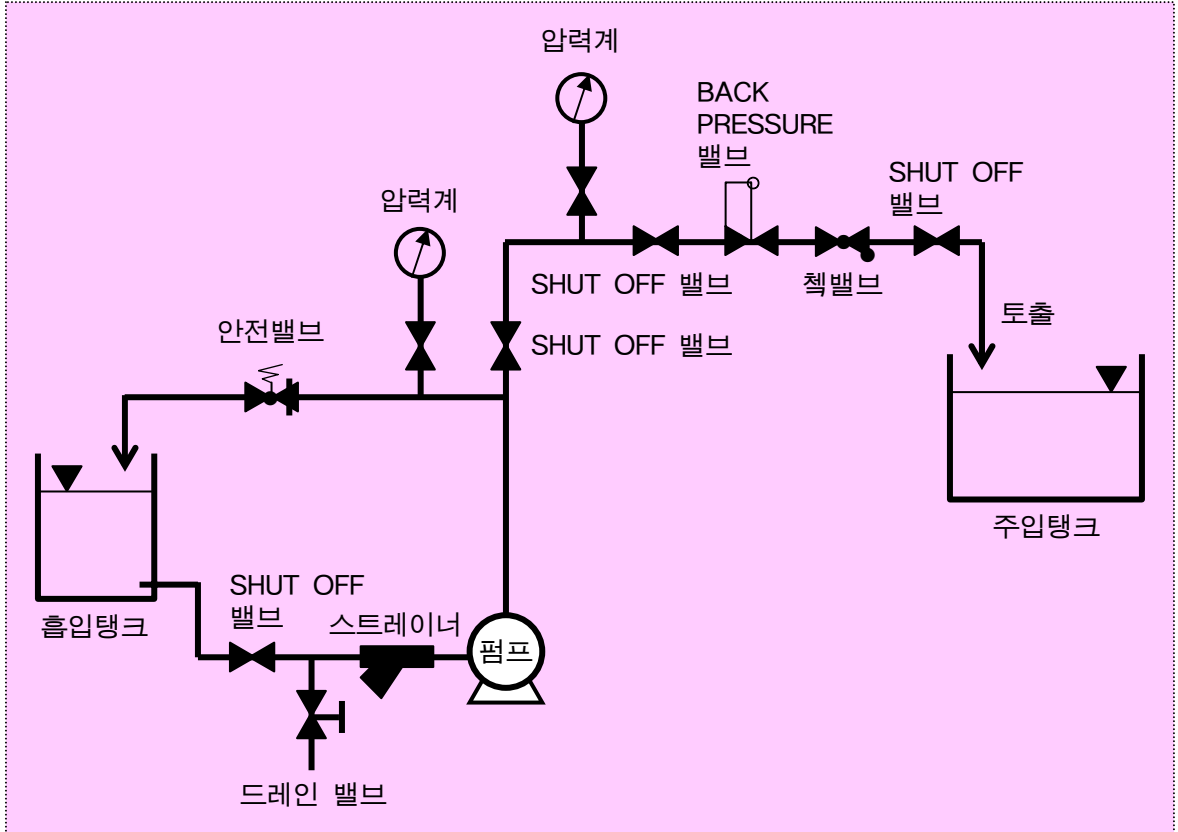 압력계
BACK
PRESSURE
밸브
SHUT OFF
밸브
압력계
SHUT OFF 밸브
첵밸브
토출
안전밸브
SHUT OFF 밸브
주입탱크
SHUT OFF
밸브
스트레이너
흡입탱크
펌프
드레인 밸브